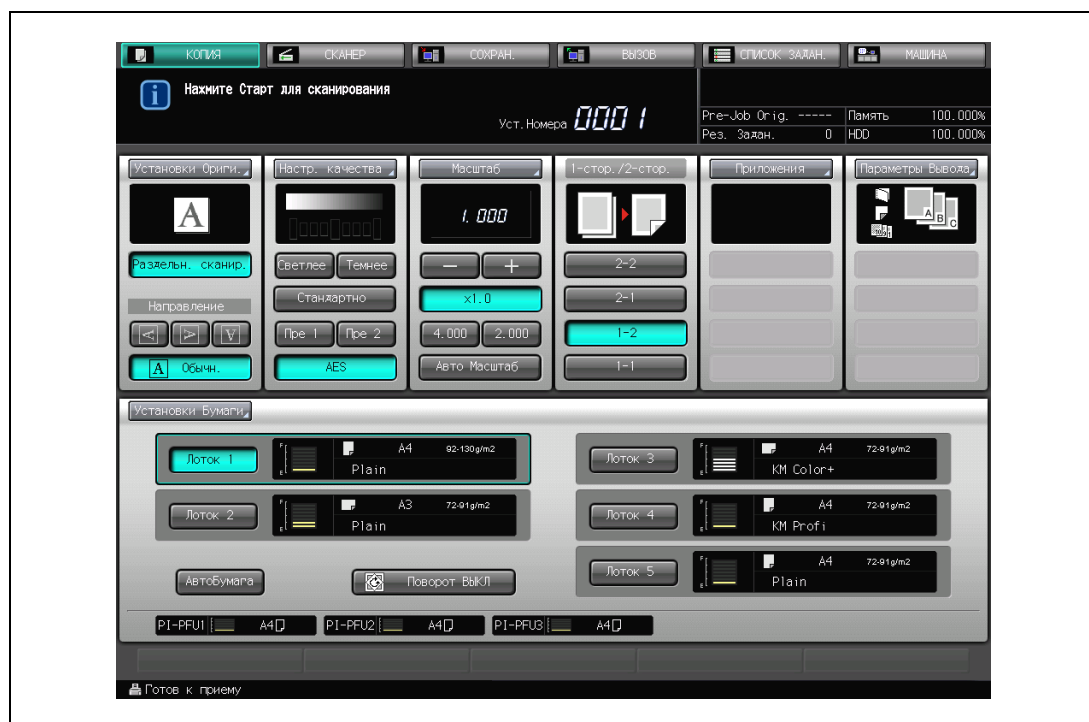 КОПИЯ СКАНЕР СОХРАН. ВЫЗОВ СПИСОК ЗАДАН. МАШИНА
Нажмите Старт для сканирования
Уст.Номера 0001
Pre-Job Orig. ----- Память 100.000%
Рез. Задан. 0 HDD 100.000%
Установки Ориги. Настр. качества Масштаб 1-стор./2-стор. Приложения Параметры Вывода
A 1.000 A B C
Раздельн. сканир. Светлее Темнее − + 2-2
Направление Стандартно x1.0 2-1
A A A Пре 1 Пре 2 4.000 2.000 1-2
A Обычн. AES Авто Масштаб 1-1
Установки Бумаги
Лоток 1 F E A4 92-130g/m2 Plain
Лоток 2 F E A3 72-91g/m2 Plain
Лоток 3 F E A4 72-91g/m2 KM Color+
Лоток 4 F E A4 72-91g/m2 KM Profi
Лоток 5 F E A4 72-91g/m2 Plain
АвтоБумага Поворот ВЫКЛ
PI-PFU1 A4 PI-PFU2 A4 PI-PFU3 A4
Готов к приему